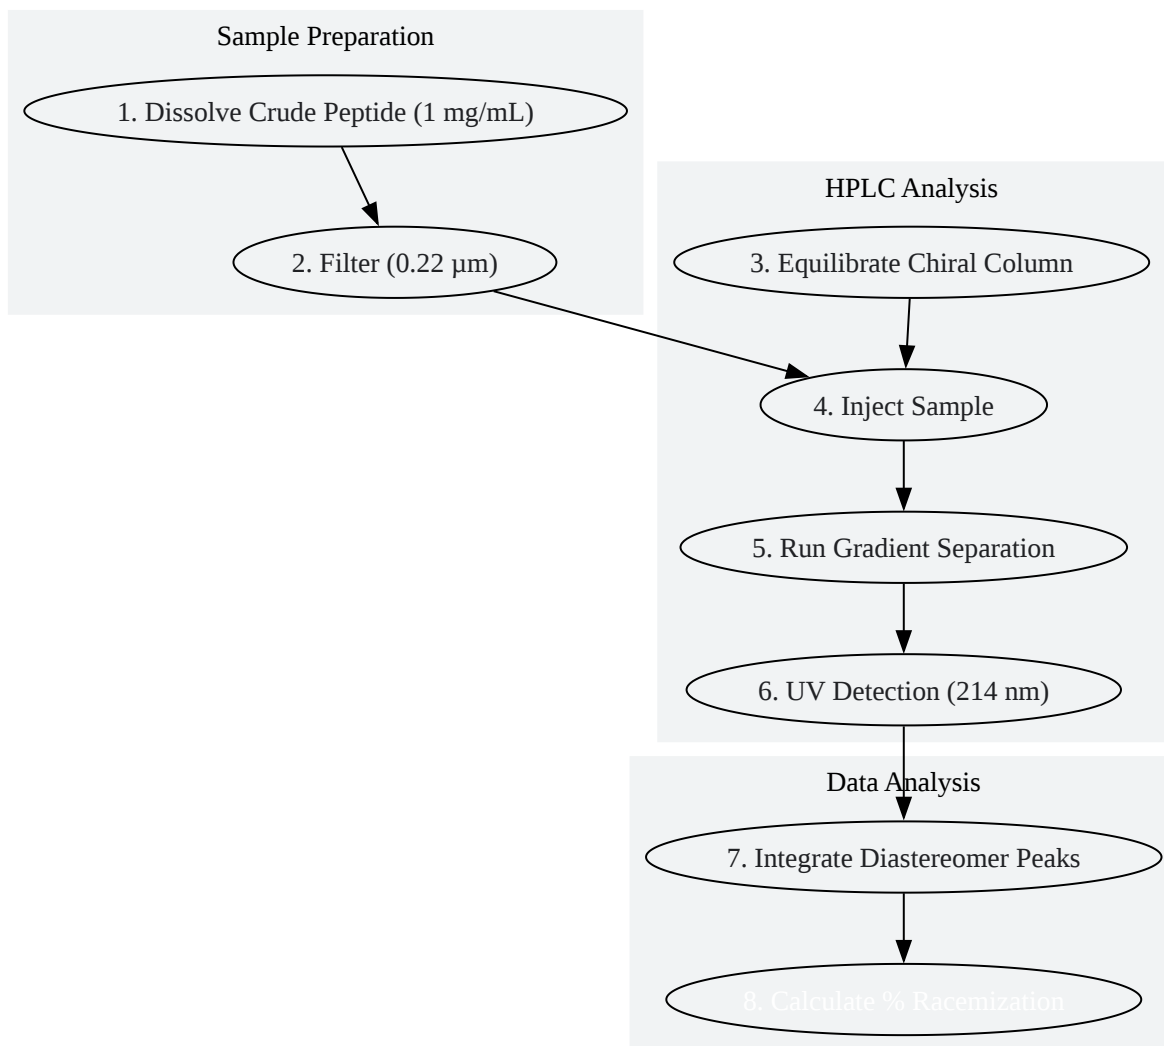 Sample Preparation
1. Dissolve Crude Peptide (1 mg/mL)
2. Filter (0.22 µm)
HPLC Analysis
3. Equilibrate Chiral Column
4. Inject Sample
5. Run Gradient Separation
6. UV Detection (214 nm)
Data Analysis
7. Integrate Diastereomer Peaks
8. Calculate % Racemization